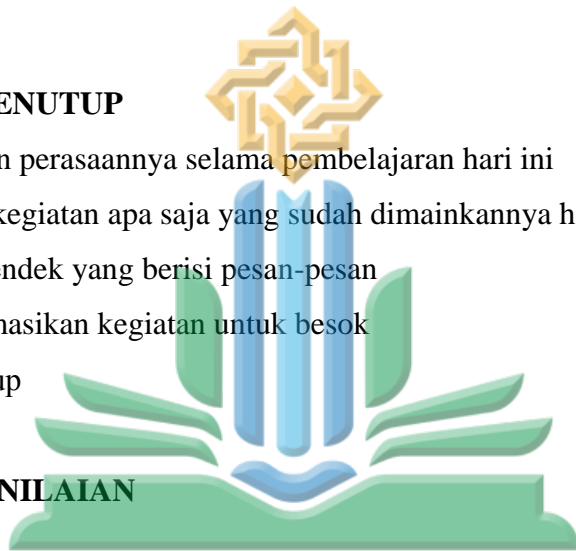 ENUTUP
n perasaannya selama pembelajaran hari ini
kegiatan apa saja yang sudah dimainkannya h
endek yang berisi pesan-pesan
nasikan kegiatan untuk besok
up
NILAIAN